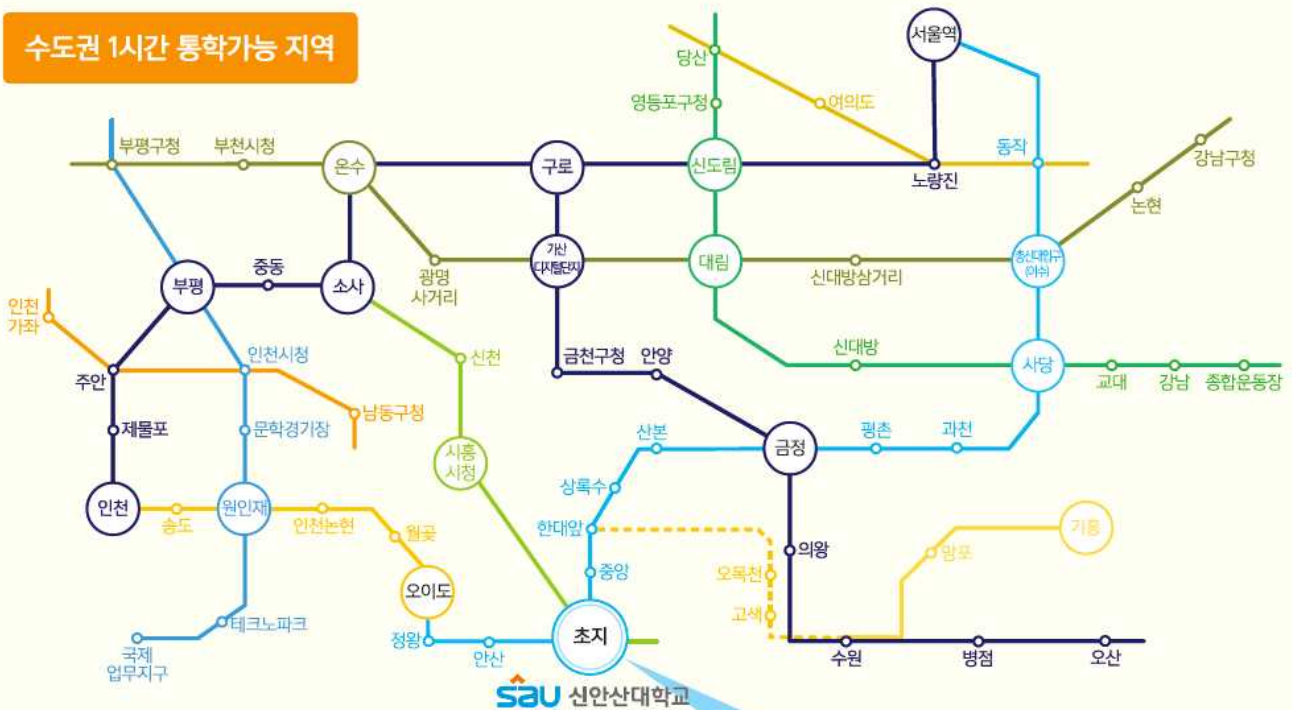 수도권 1시간 통학가능 지역
서울역
당산
영등포구청
여의도
부평구청
부천시청
온수
구로
신도림
노량진
동작
강남구청
논현
가산
디지털단지
대림
신대방삼거리
총신대입구
(이수)
광명
사거리
부평
중동
소사
인천
가좌
주안
인천시청
신천
금천구청
안양
신대방
사당
교대
강남
종합운동장
제물포
문학경기장
남동구청
시흥
시청
산본
금정
평촌
과천
상록수
인천
송도
원인재
인천논현
월곶
한대앞
의왕
망포
기흥
오이도
중앙
오목천
고색
테크노파크
국제
업무지구
정왕
안산
초지
수원
병점
오산
sau 신안산대학교